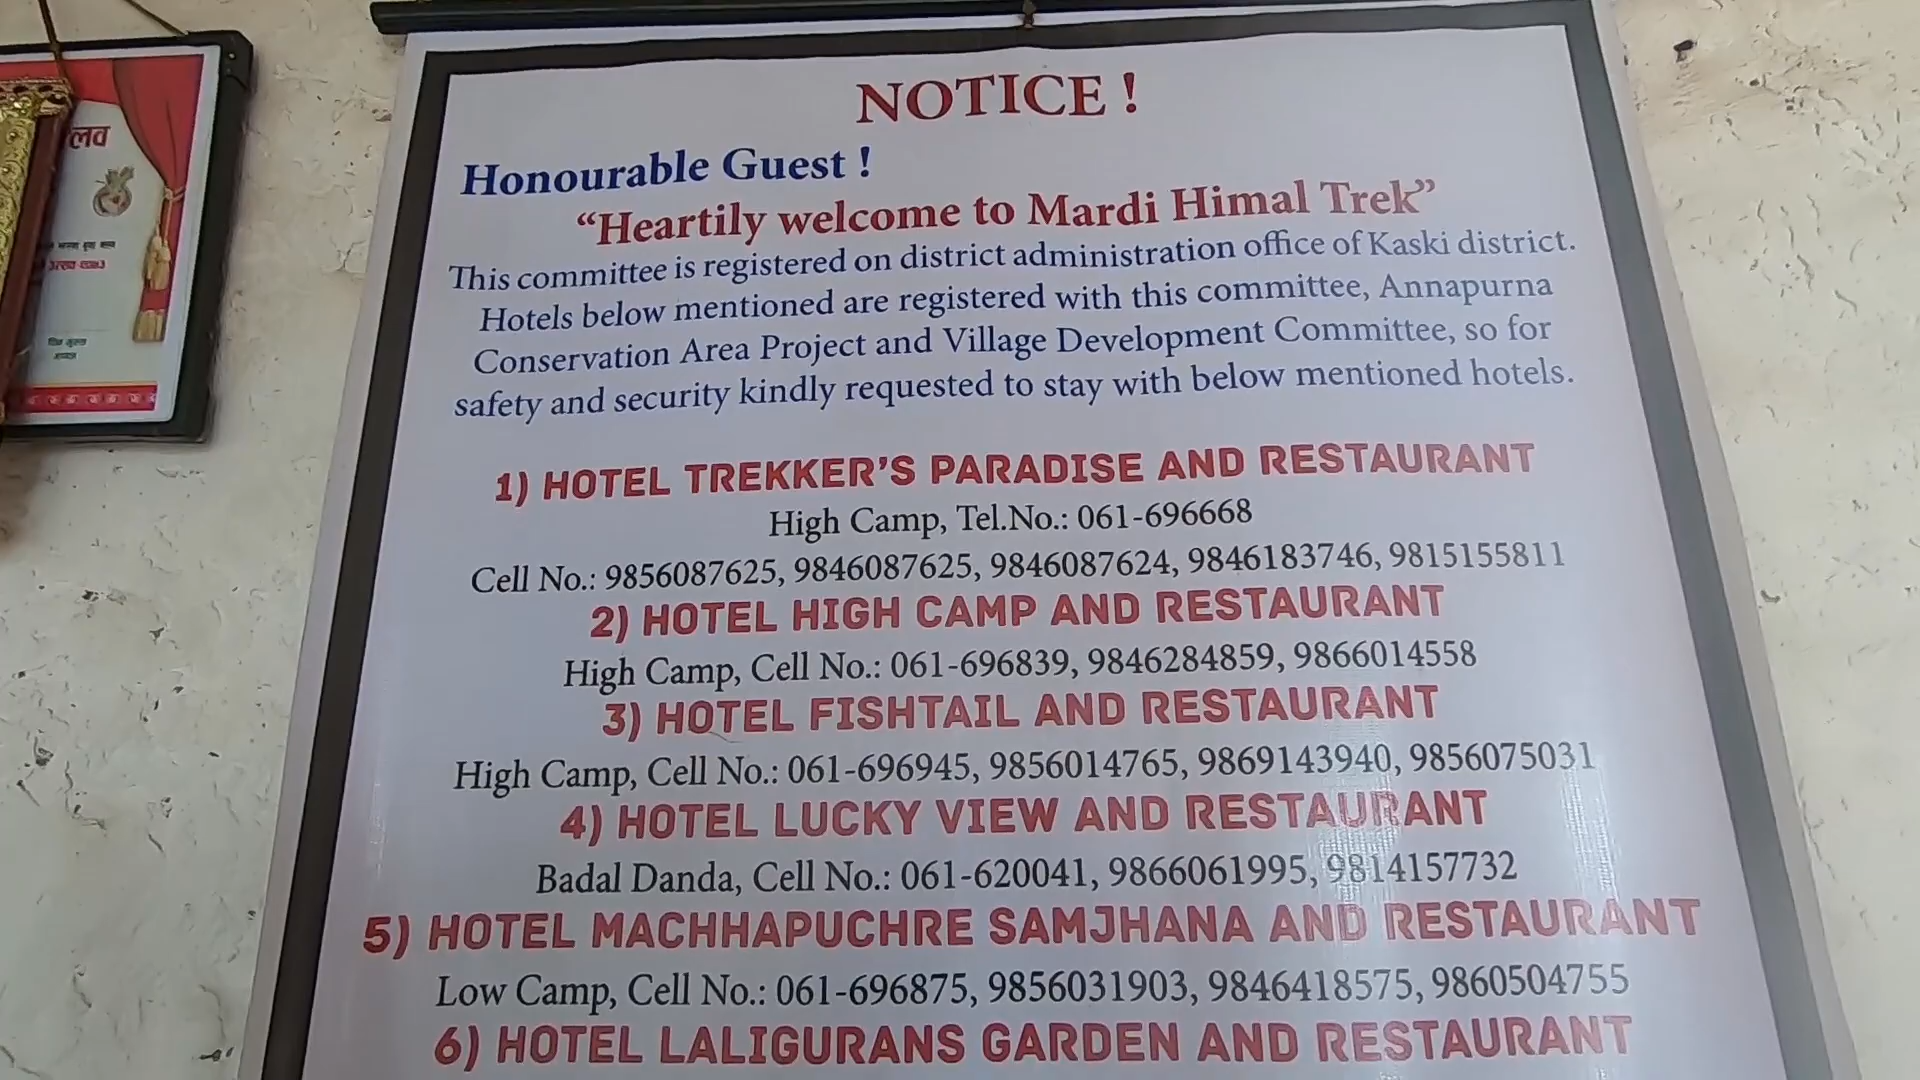 NOTICE !
Honourable Guest !
“Heartily welcome to Mardi Himal Trek”
This committee is registered on district administration office of Kaski district.
Hotels below mentioned are registered with this committee, Annapurna
Conservation Area Project and Village Development Committee, so for
safety and security kindly requested to stay with below mentioned hotels.
1) HOTEL TREKKER’S PARADISE AND RESTAURANT
High Camp, Tel.No.: 061-696668
Cell No.: 9856087625, 9846087625, 9846087624, 9846183746, 9815155811
2) HOTEL HIGH CAMP AND RESTAURANT
High Camp, Cell No.: 061-696839, 9846284859, 9866014558
3) HOTEL FISHTAIL AND RESTAURANT
High Camp, Cell No.: 061-696945, 9856014765, 9869143940, 9856075031
4) HOTEL LUCKY VIEW AND RESTAURANT
Badal Danda, Cell No.: 061-620041, 9866061995, 9814157732
5) HOTEL MACHHAPUCHRE SAMJHANA AND RESTAURANT
Low Camp, Cell No.: 061-696875, 9856031903, 9846418575, 9860504755
6) HOTEL LALIGURANS GARDEN AND RESTAURANT